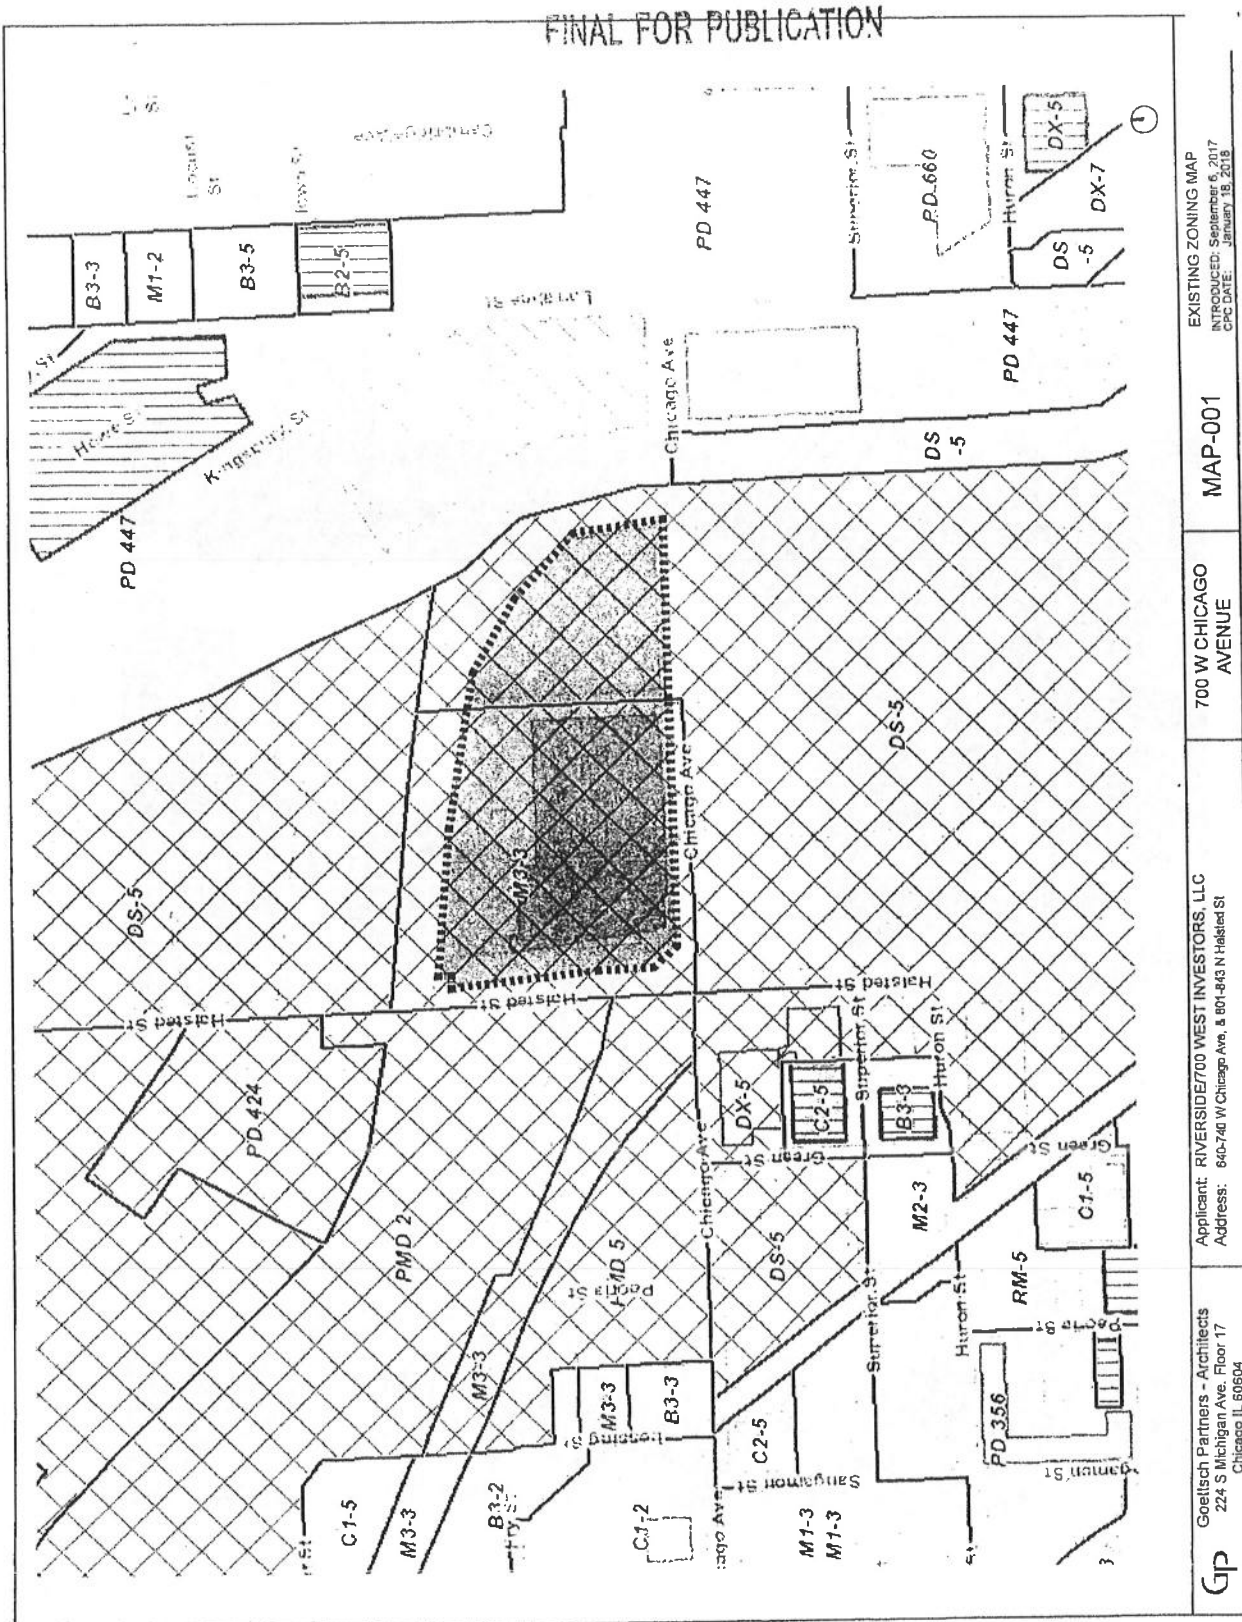 FINAL FOR PUBLICATION
Locust
St
Cambridge Ave
Iowa St
B3-3
M1-2
B3-5
B2-5
Howe St
Kingsbury St
PD 447
Larrabee St
Chicago Ave
PD 447
Superior St
PD 660
Huron St
DX-5
DX-7
DS
-5
PD 447
DS
-5
DS-5
M3-3
Chicago Ave
DS-5
Halsted St
Halsted St
Halsted St
PD 424
PMD 2
PMD 5
Peoria St
M3-3
Chicago Ave
DX-5
C2-5
Superior St
B3-3
Huron St
Green St
Green St
DS-5
M2-3
C1-5
RM-5
Superior St
Huron St
Peoria St
M3-3
B3-3
Lessing St
C2-5
Sangamon St
PD 356
C1-5
M3-3
B3-2
Fry St
C1-2
M1-3
M1-3
GP
Goettsch Partners - Architects
224 S Michigan Ave. Floor 17
Chicago IL 60604
Applicant: RIVERSIDE/700 WEST INVESTORS, LLC
Address: 640-740 W Chicago Ave, & 801-843 N Halsted St
700 W CHICAGO
AVENUE
MAP-001
EXISTING ZONING MAP
INTRODUCED: September 6, 2017
CPC DATE: January 18, 2018